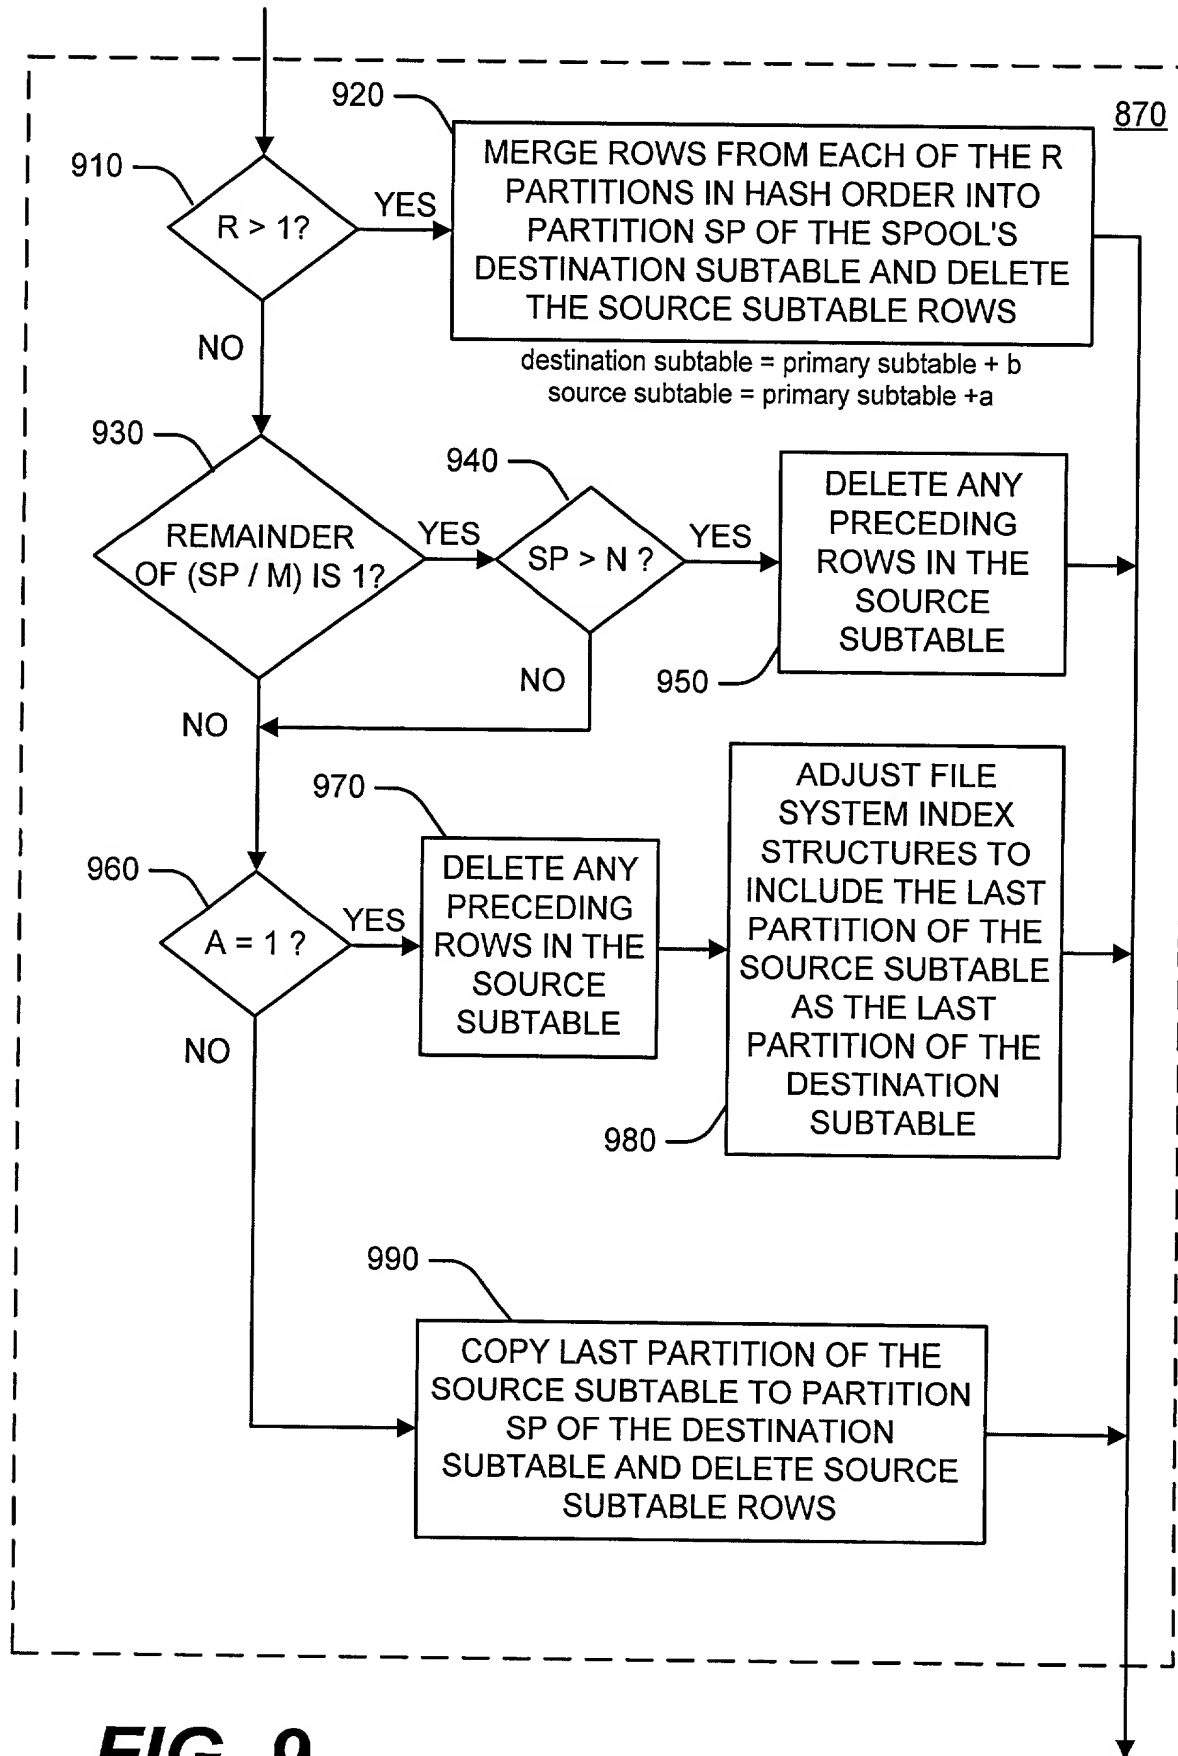 920
870
910
MERGE ROWS FROM EACH OF THE R
PARTITIONS IN HASH ORDER INTO
PARTITION SP OF THE SPOOL'S
DESTINATION SUBTABLE AND DELETE
THE SOURCE SUBTABLE ROWS
R > 1?
YES
NO
destination subtable = primary subtable + b
source subtable = primary subtable +a
930
940
REMAINDER
OF (SP / M) IS 1?
YES
SP > N ?
YES
DELETE ANY
PRECEDING
ROWS IN THE
SOURCE
SUBTABLE
NO
950
NO
970
960
A = 1 ?
YES
DELETE ANY
PRECEDING
ROWS IN THE
SOURCE
SUBTABLE
ADJUST FILE
SYSTEM INDEX
STRUCTURES TO
INCLUDE THE LAST
PARTITION OF THE
SOURCE SUBTABLE
AS THE LAST
PARTITION OF THE
DESTINATION
SUBTABLE
NO
980
990
COPY LAST PARTITION OF THE
SOURCE SUBTABLE TO PARTITION
SP OF THE DESTINATION
SUBTABLE AND DELETE SOURCE
SUBTABLE ROWS
FIG. 9